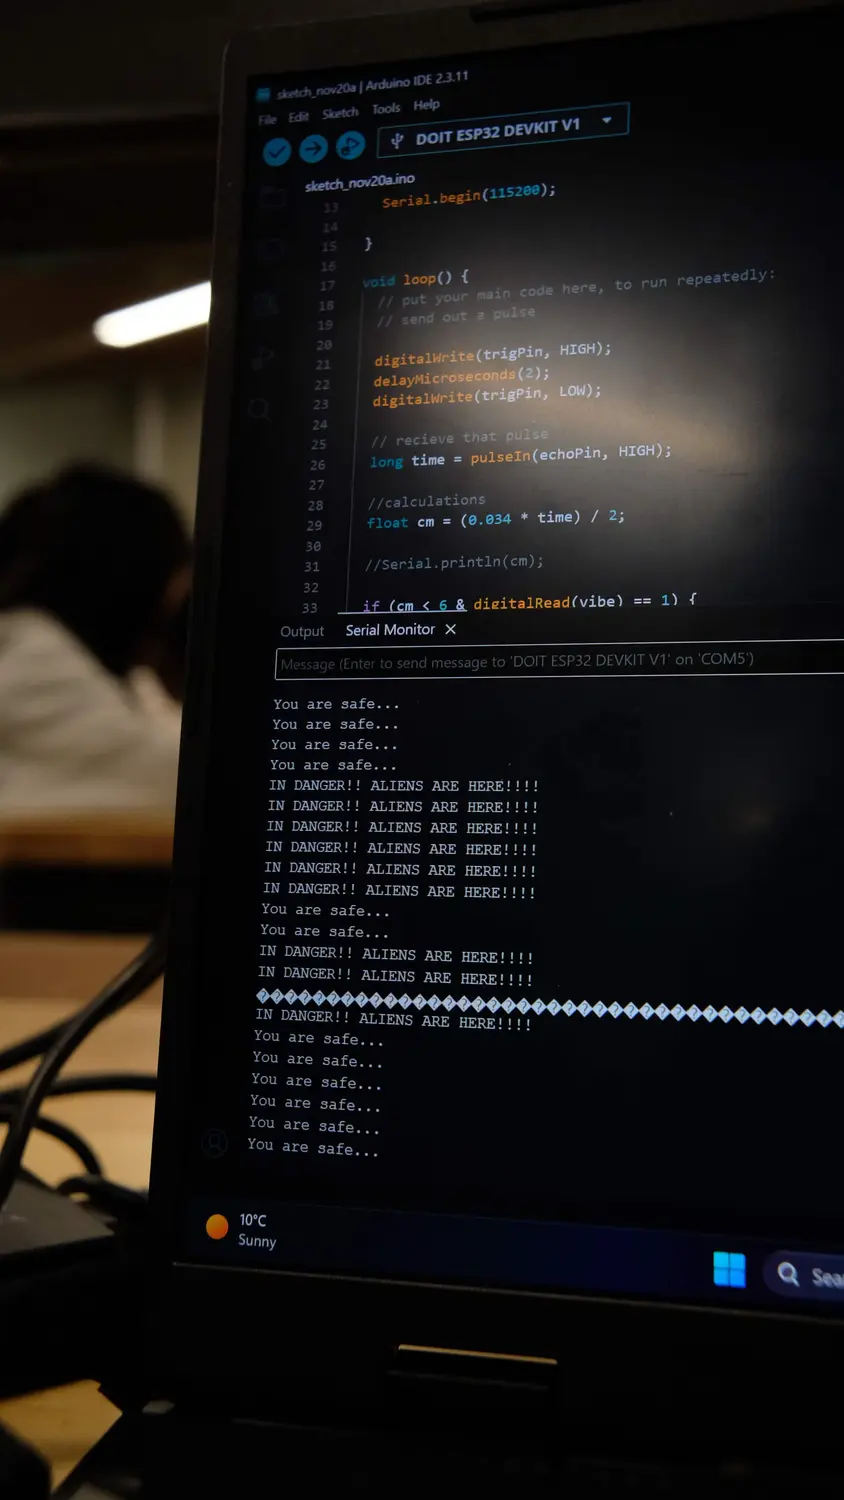 sketch_nov20a | Arduino IDE 2.3.11
File Edit Sketch Tools Help
DOIT ESP32 DEVKIT V1
sketch_nov20a.ino
13 Serial.begin(115200);
14
15 }
16
17 void loop() {
18 // put your main code here, to run repeatedly:
19 // send out a pulse
20
21 digitalWrite(trigPin, HIGH);
22 delayMicroseconds(2);
23 digitalWrite(trigPin, LOW);
24
25 // recieve that pulse
26 long time = pulseIn(echoPin, HIGH);
27
28 //calculations
29 float cm = (0.034 * time) / 2;
30
31 //Serial.println(cm);
32
33 if (cm < 6 & digitalRead(vibe) == 1) {
Output Serial Monitor
Message (Enter to send message to 'DOIT ESP32 DEVKIT V1' on 'COM5')
You are safe...
You are safe...
You are safe...
You are safe...
IN DANGER!! ALIENS ARE HERE!!!!
IN DANGER!! ALIENS ARE HERE!!!!
IN DANGER!! ALIENS ARE HERE!!!!
IN DANGER!! ALIENS ARE HERE!!!!
IN DANGER!! ALIENS ARE HERE!!!!
IN DANGER!! ALIENS ARE HERE!!!!
You are safe...
You are safe...
IN DANGER!! ALIENS ARE HERE!!!!
IN DANGER!! ALIENS ARE HERE!!!!
IN DANGER!! ALIENS ARE HERE!!!!
You are safe...
You are safe...
You are safe...
You are safe...
You are safe...
You are safe...
10°C
Sunny